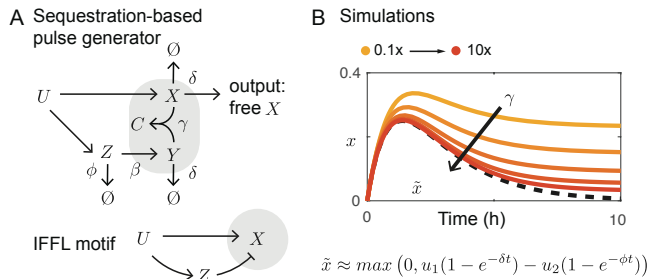 A Sequestration-based
pulse generator
Ø
δ
U X output:
free X
C γ
Z Y
ϕ β δ
Ø Ø
IFFL motif
U X
Z
B Simulations
0.1x 10x
0.4
γ
x
x̃
0
0 Time (h) 10
x̃ ≈ max (0, u₁(1 − e^{−δt}) − u₂(1 − e^{−ϕt}))